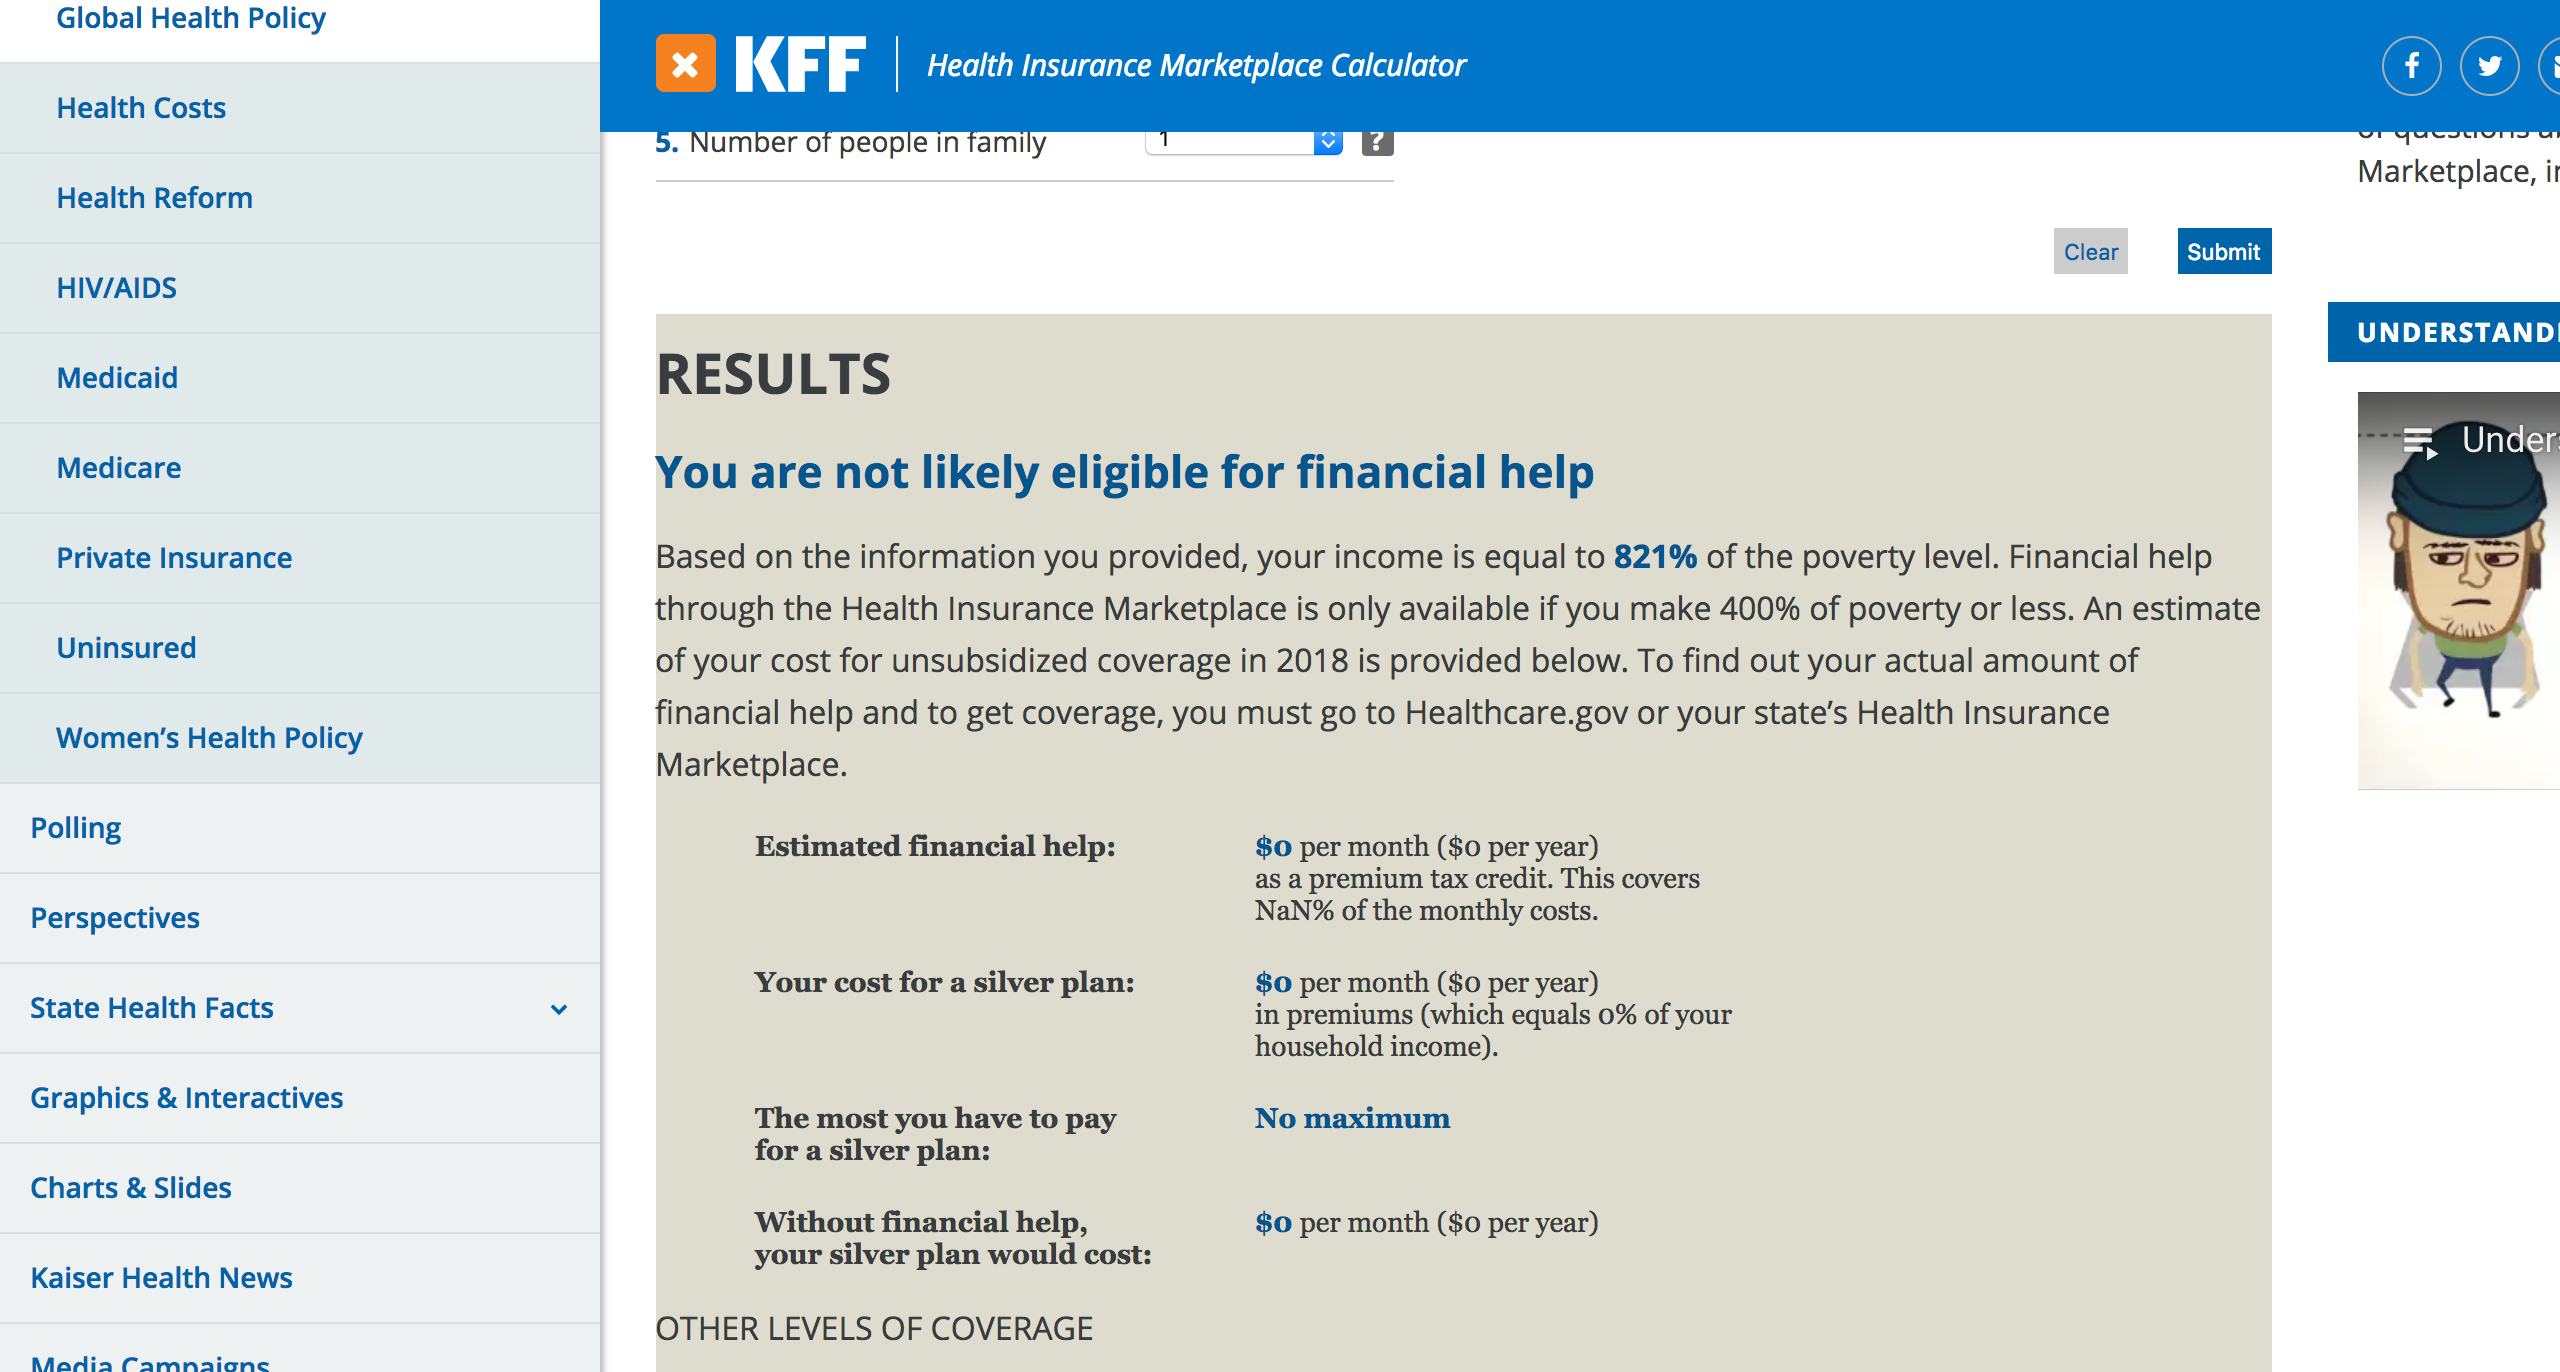 Global Health Policy
Health Costs
Health Reform
HIV/AIDS
Medicaid
Medicare
Private Insurance
Uninsured
Women’s Health Policy
Polling
Perspectives
State Health Facts
Graphics & Interactives
Charts & Slides
Kaiser Health News
Media Campaigns
KFF
Health Insurance Marketplace Calculator
5. Number of people in family 1 ?
Clear Submit
RESULTS
You are not likely eligible for financial help
Based on the information you provided, your income is equal to 821% of the poverty level. Financial help
through the Health Insurance Marketplace is only available if you make 400% of poverty or less. An estimate
of your cost for unsubsidized coverage in 2018 is provided below. To find out your actual amount of
financial help and to get coverage, you must go to Healthcare.gov or your state’s Health Insurance
Marketplace.
Estimated financial help: $0 per month ($0 per year)
as a premium tax credit. This covers
NaN% of the monthly costs.
Your cost for a silver plan: $0 per month ($0 per year)
in premiums (which equals 0% of your
household income).
The most you have to pay No maximum
for a silver plan:
Without financial help, $0 per month ($0 per year)
your silver plan would cost:
OTHER LEVELS OF COVERAGE
of questions
Marketplace,
UNDERSTAND
Unders